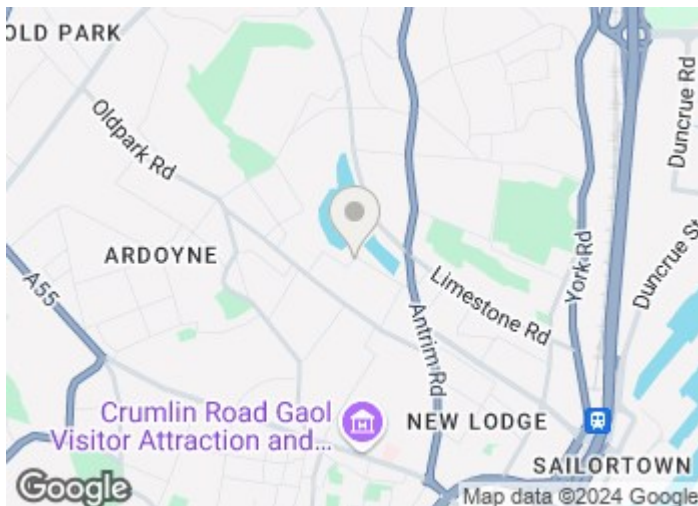 OLD PARK
Oldpark Rd
Duncrue Rd
ARDOYNE
A55
Limestone Rd
York Rd
Duncrue St
Antrim Rd
Crumlin Road Gaol
Visitor Attraction and...
NEW LODGE
SAILORTOWN
Google
Map data ©2024 Google